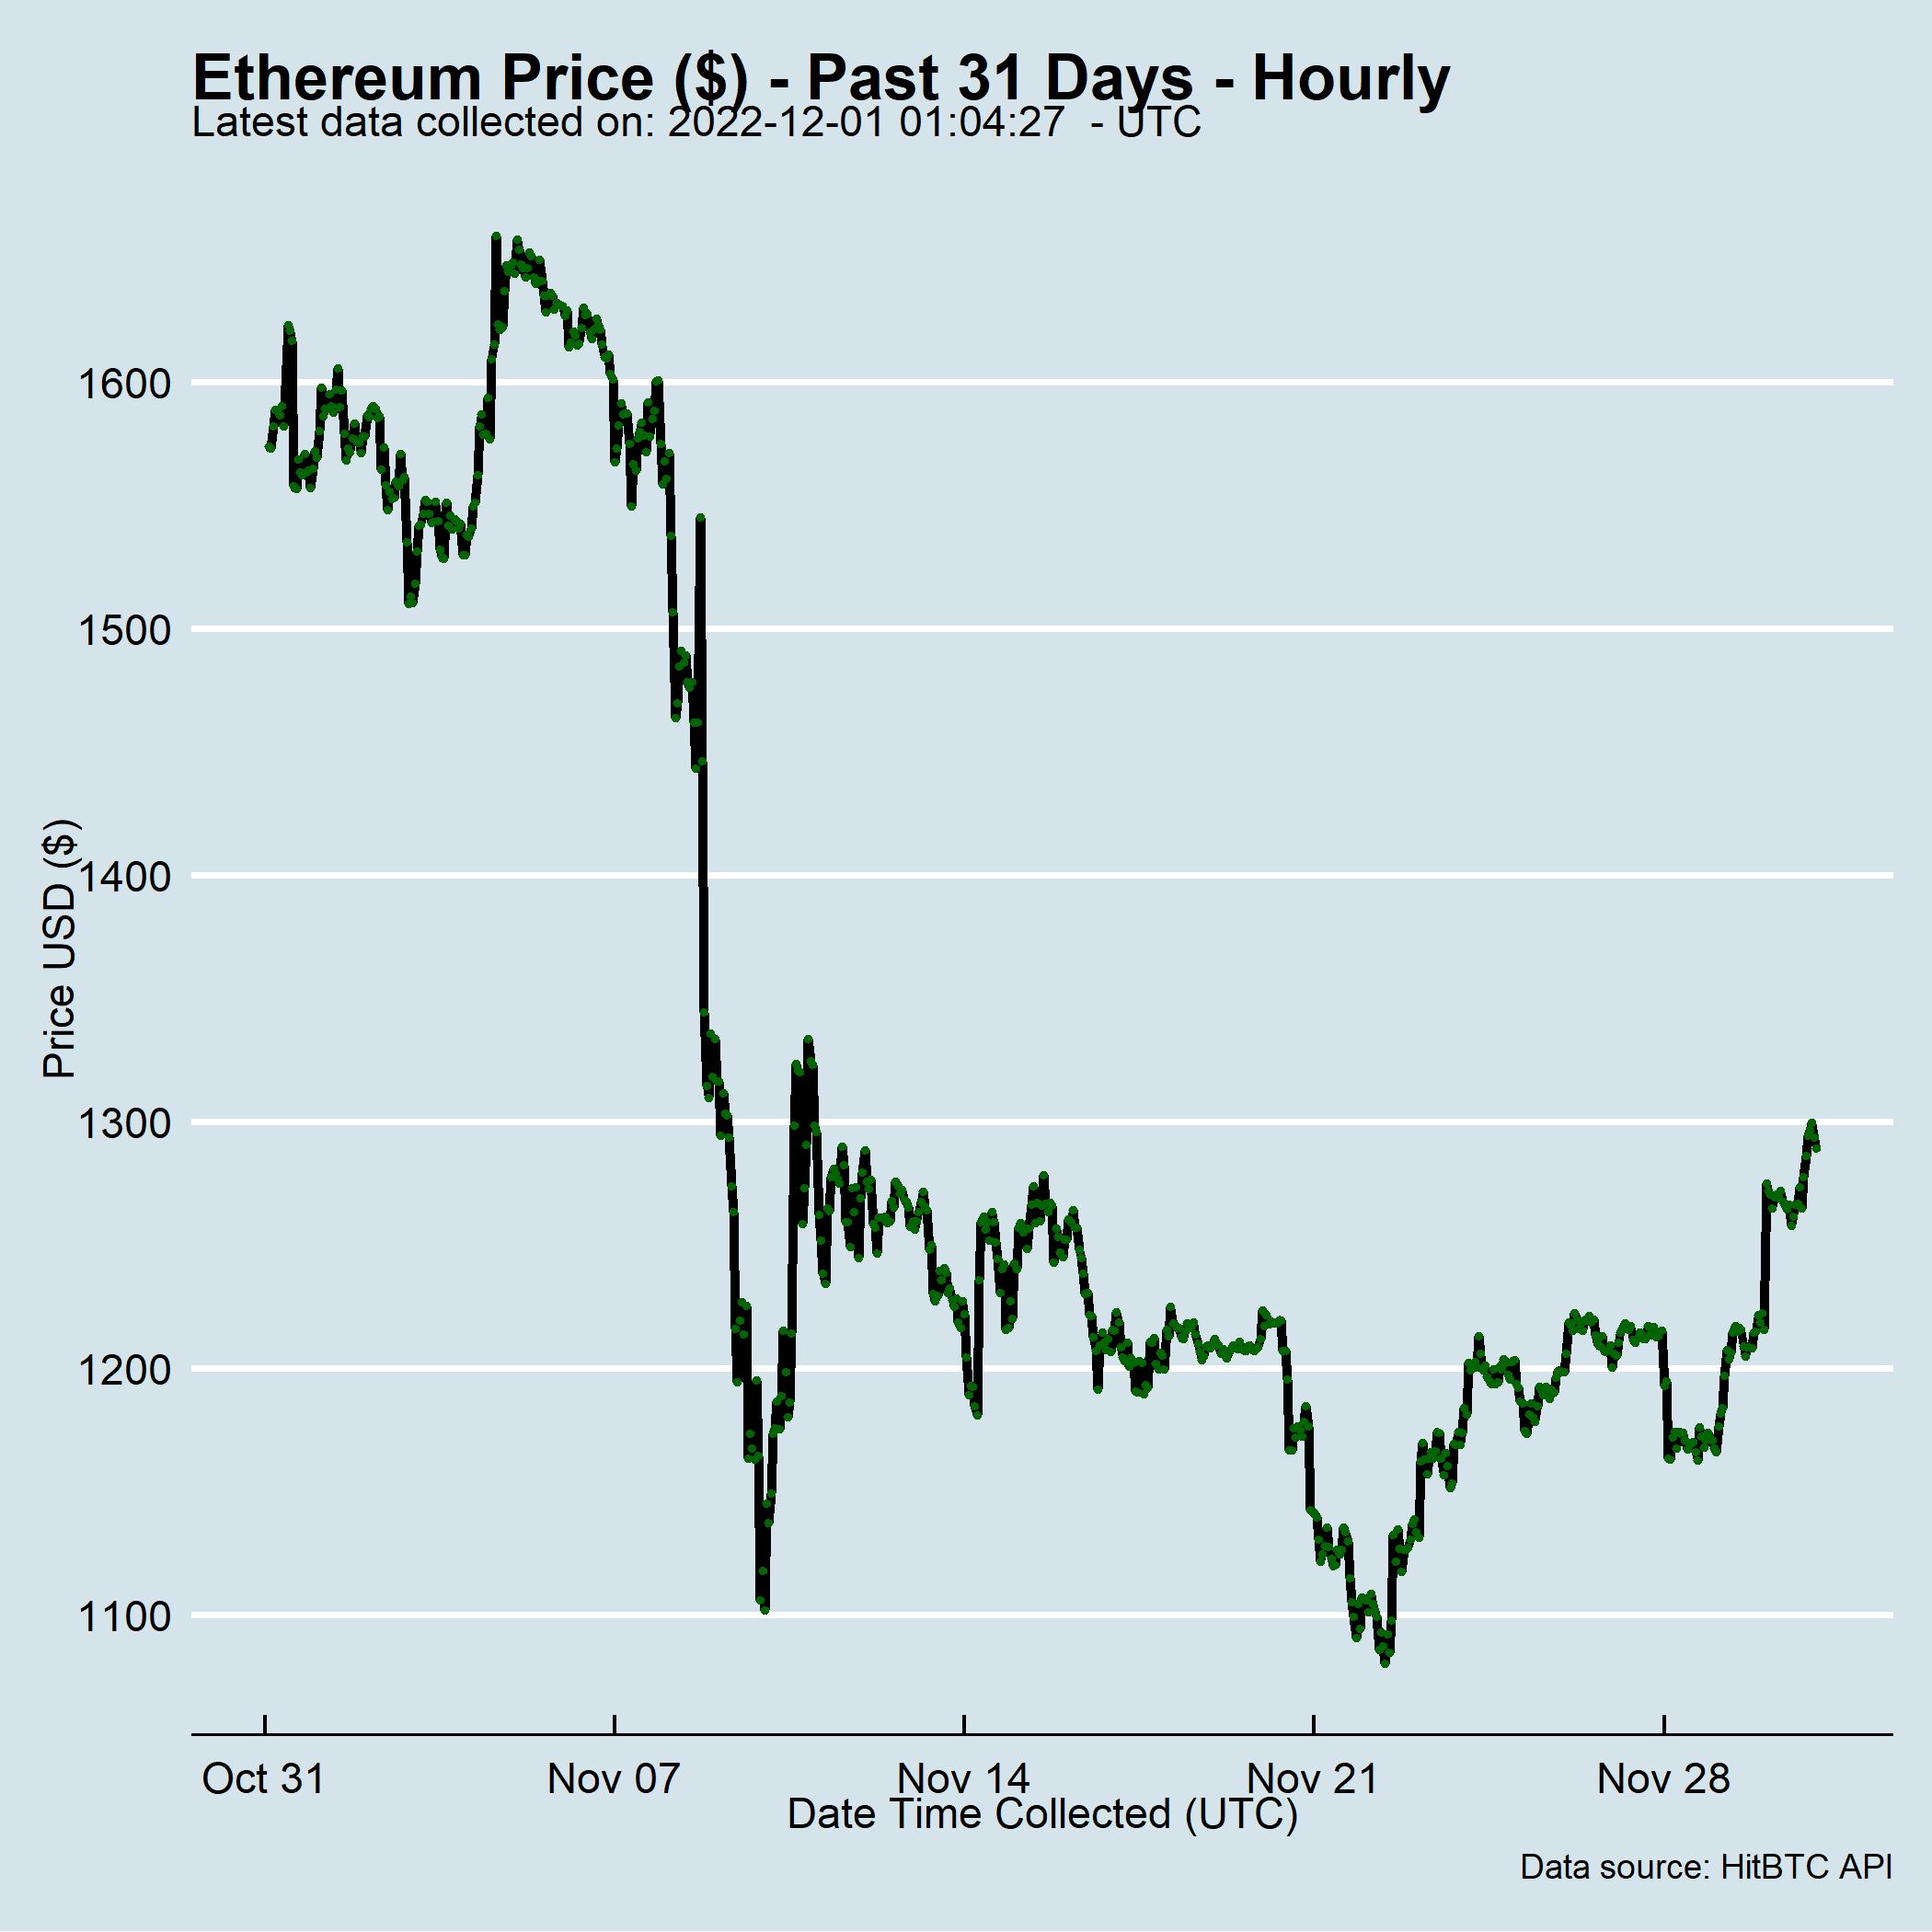 Ethereum Price ($) - Past 31 Days - Hourly
Latest data collected on: 2022-12-01 01:04:27  - UTC
Price USD ($)
1600
1500
1400
1300
1200
1100
Oct 31
Nov 07
Nov 14
Nov 21
Nov 28
Date Time Collected (UTC)
Data source: HitBTC API